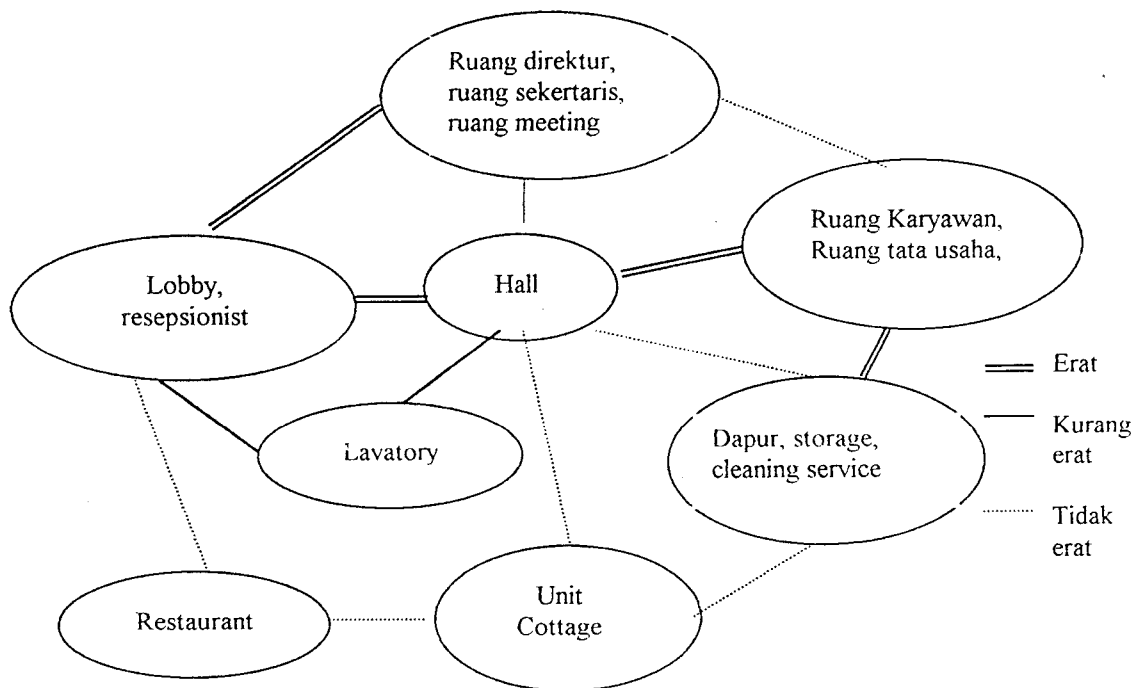 Ruang direktur,
ruang sekertaris,
ruang meeting
Ruang Karyawan,
Ruang tata usaha,
Lobby,
resepsionist
Hall
Erat
Kurang
erat
Lavatory
Dapur, storage,
cleaning service
Tidak
erat
Restaurant
Unit
Cottage